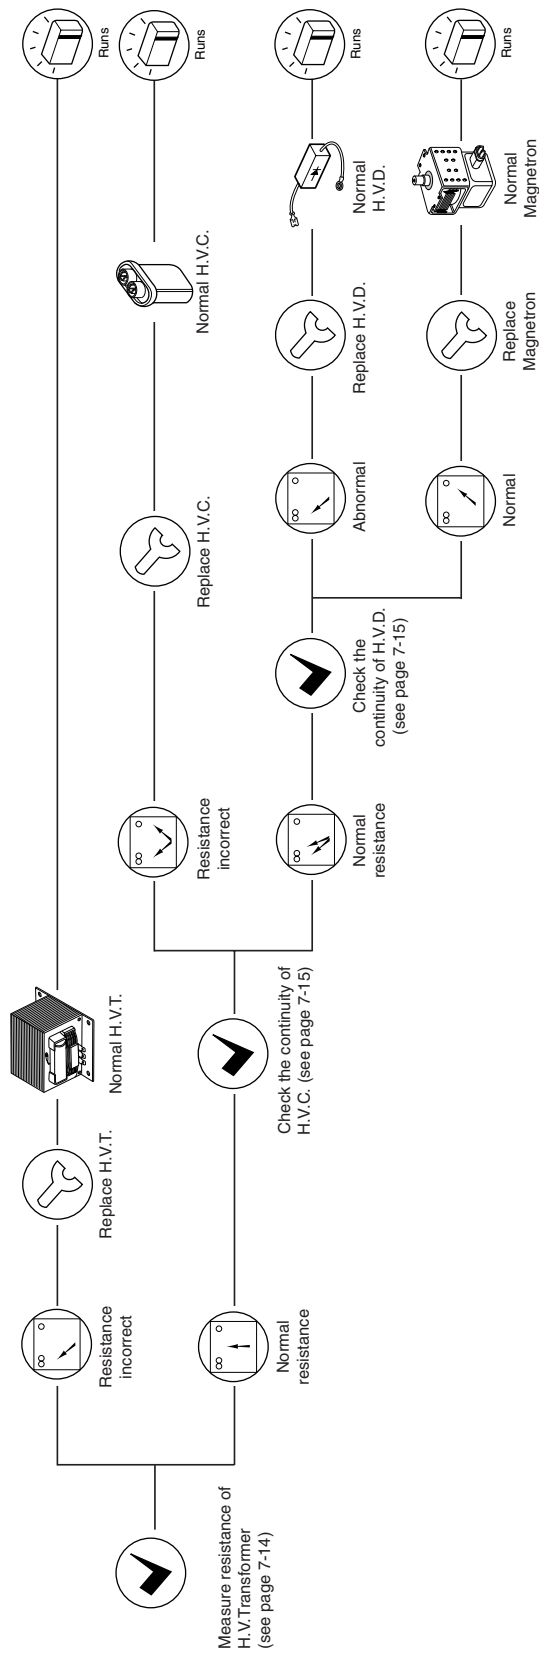 Measure resistance of
H.V.Transformer
(see page 7-14)
Resistance
incorrect
Replace H.V.T.
Normal H.V.T.
Runs
Normal
resistance
Check the continuity of
H.V.C. (see page 7-15)
Resistance
incorrect
Replace H.V.C.
Normal H.V.C.
Runs
Normal
resistance
Check the
continuity of H.V.D.
(see page 7-15)
Abnormal
Replace H.V.D.
Normal
H.V.D.
Runs
Normal
Replace
Magnetron
Normal
Magnetron
Runs